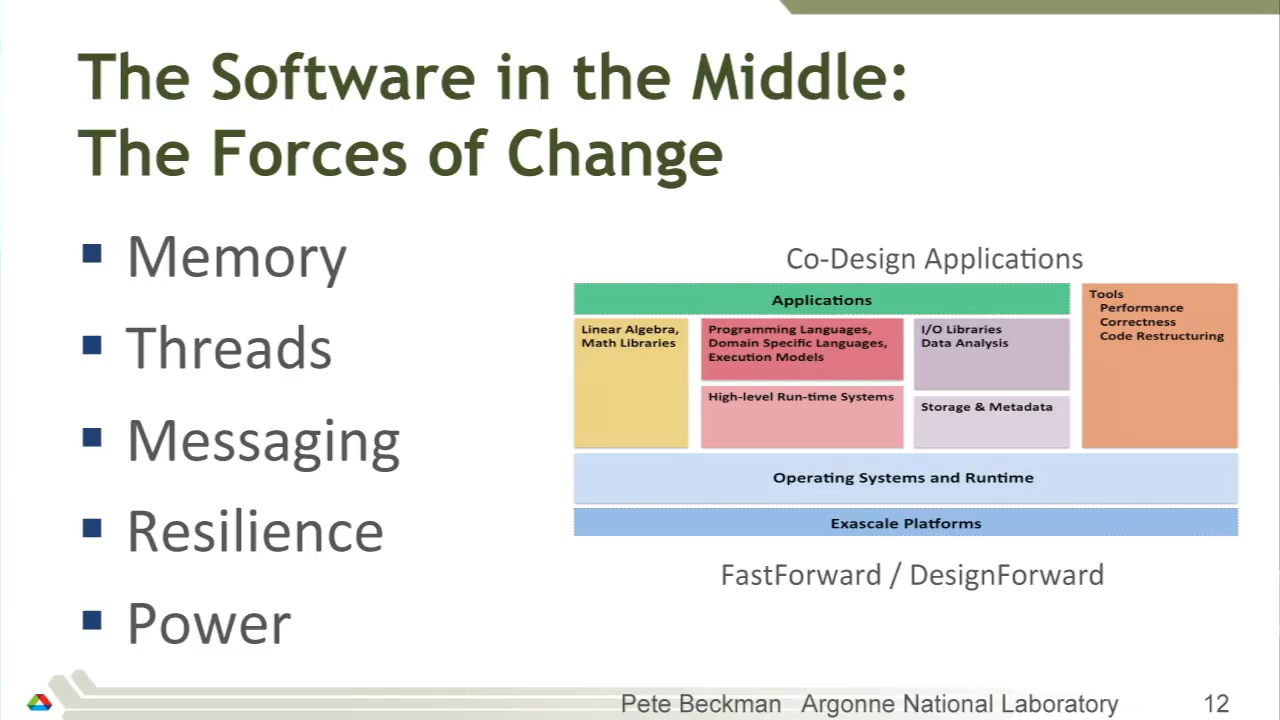 The Software in the Middle:
The Forces of Change
▪ Memory
▪ Threads
▪ Messaging
▪ Resilience
▪ Power
Co-Design Applications
Applications
Linear Algebra,
Math Libraries
Programming Languages,
Domain Specific Languages,
Execution Models
High-level Run-time Systems
I/O Libraries
Data Analysis
Storage & Metadata
Tools
Performance
Correctness
Code Restructuring
Operating Systems and Runtime
Exascale Platforms
FastForward / DesignForward
Pete Beckman Argonne National Laboratory
12